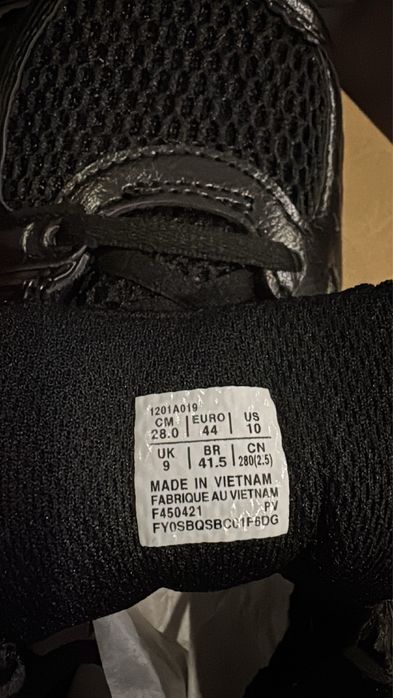 1201A019
CM | EURO | US
28.0 | 44 | 10
UK | BR | CN
9 | 41.5 | 280(2.5)
MADE IN VIETNAM
FABRIQUE AU VIETNAM
F450421 PV